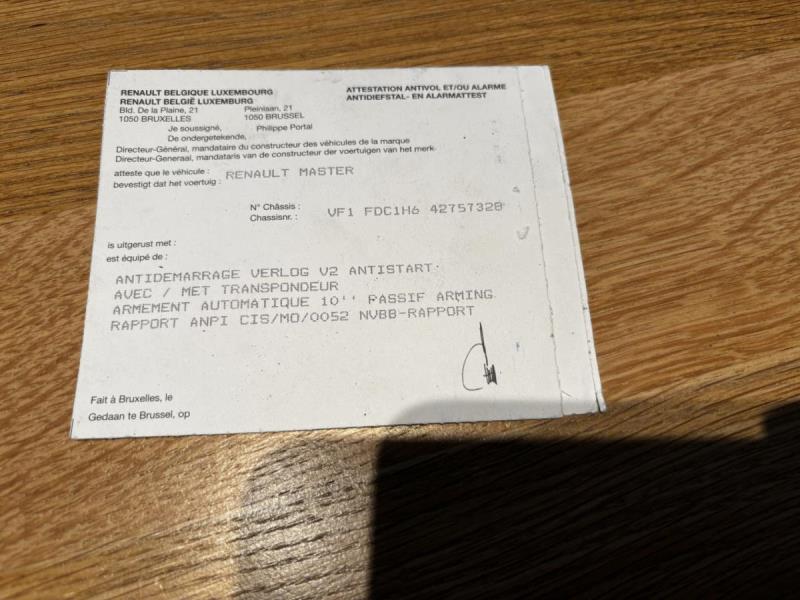 RENAULT BELGIQUE LUXEMBOURG
RENAULT BELGIË LUXEMBURG
Bld. De la Plaine, 21 Pleinlaan, 21
1050 BRUXELLES 1050 BRUSSEL
ATTESTATION ANTIVOL ET/OU ALARME
ANTIDIEFSTAL- EN ALARMATTEST
Je soussigné, Philippe Portal
De ondergetekende,
Directeur-Général, mandataire du constructeur des véhicules de la marque
Directeur-Generaal, mandataris van de constructeur der voertuigen van het merk
atteste que le véhicule : RENAULT MASTER
bevestigt dat het voertuig :
N° Châssis : VF1 FDC1H6 42757328
Chassisnr. :
is uitgerust met :
est équipé de :
ANTIDEMARRAGE VERLOG V2 ANTISTART
AVEC / MET TRANSPONDEUR
ARMEMENT AUTOMATIQUE 10'' PASSIF ARMING
RAPPORT ANPI CIS/MO/0052 NVBB-RAPPORT
Fait à Bruxelles, le
Gedaan te Brussel, op